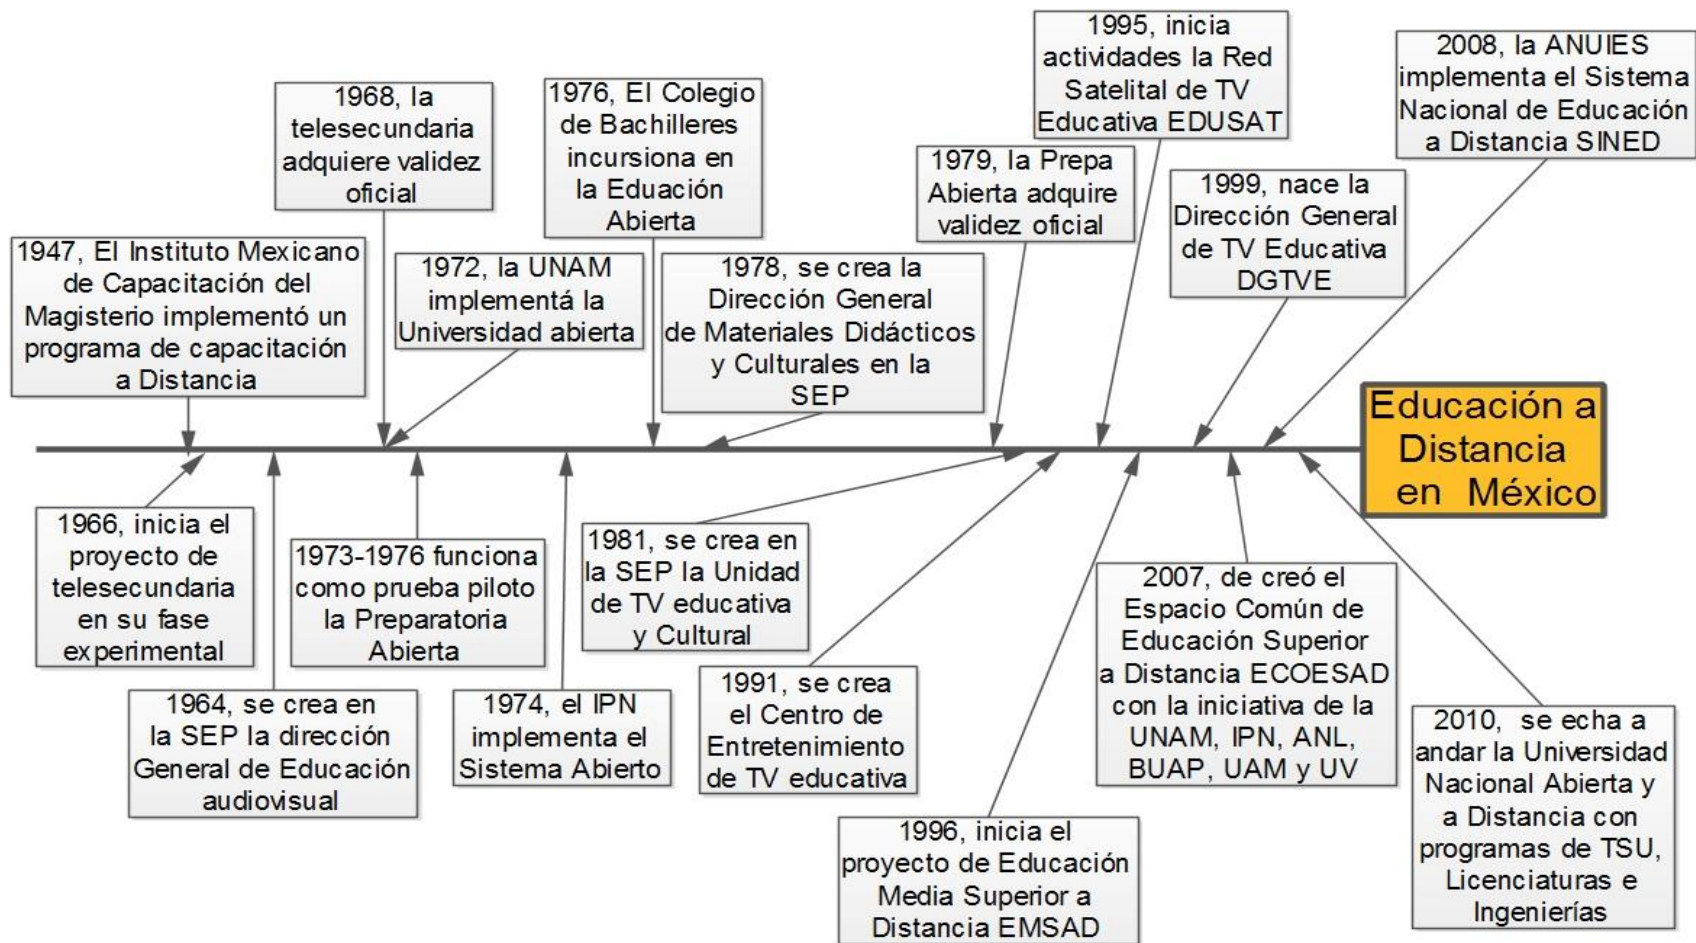 1995, inicia
actividades la Red
Satelital de TV
Educativa EDUSAT
2008, la ANUIES
implementa el Sistema
Nacional de Educación
a Distancia SINED
1968, la
telesecundaria
adquiere validez
oficial
1976, El Colegio
de Bachilleres
incursiona en
la Eduación
Abierta
1979, la Prepa
Abierta adquire
validez oficial
1999, nace la
Dirección General
de TV Educativa
DGTVE
1947, El Instituto Mexicano
de Capacitación del
Magisterio implementó un
programa de capacitación
a Distancia
1972, la UNAM
implementá la
Universidad abierta
1978, se crea la
Dirección General
de Materiales Didácticos
y Culturales en la
SEP
Educación a
Distancia
en México
1966, inicia el
proyecto de
telesecundaria
en su fase
experimental
1973-1976 funciona
como prueba piloto
la Preparatoria
Abierta
1981, se crea en
la SEP la Unidad
de TV educativa
y Cultural
2007, de creó el
Espacio Común de
Educación Superior
a Distancia ECOESAD
con la iniciativa de la
UNAM, IPN, ANL,
BUAP, UAM y UV
1964, se crea en
la SEP la dirección
General de Educación
audiovisual
1974, el IPN
implementa el
Sistema Abierto
1991, se crea
el Centro de
Entretenimiento
de TV educativa
2010, se echa a
andar la Universidad
Nacional Abierta y
a Distancia con
programas de TSU,
Licenciaturas e
Ingenierías
1996, inicia el
proyecto de Educación
Media Superior a
Distancia EMSAD